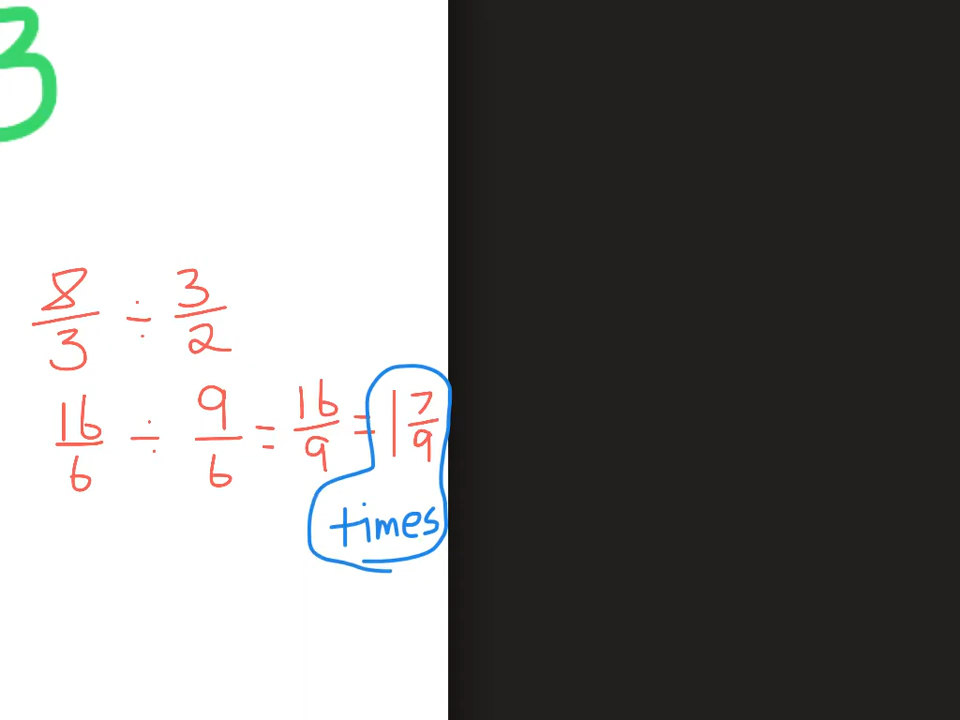 3
8/3 ÷ 3/2
16/6 ÷ 9/6 = 16/9 = 1 7/9
times